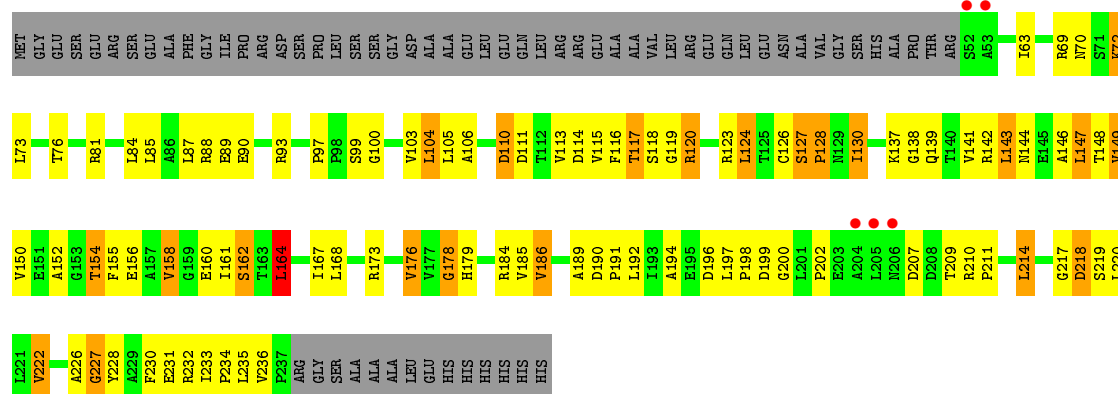 MET GLY GLU SER GLU ARG SER GLU ALA PHE GLY ILE PRO ARG ASP SER PRO LEU SER SER GLY ASP ALA ALA GLU LEU GLU GLN LEU ARG ARG GLU ALA ALA VAL LEU ARG GLU GLN LEU GLU ASN ALA VAL GLY SER HIS ALA PRO THR ARG S52 A53 I63 R69 N70 S71 K72
L73 T76 R81 L84 L85 A86 L87 R88 E89 E90 R93 P97 P98 S99 G100 V103 L104 L105 A106 D110 D111 T112 V113 D114 V115 F116 T117 S118 G119 R120 R123 L124 T125 C126 S127 P128 N129 I130 K137 G138 Q139 T140 V141 R142 L143 N144 E145 A146 L147 T148
V150 E151 A152 G153 T154 F155 E156 A157 V158 G159 E160 I161 S162 T163 L164 I167 L168 R173 V176 V177 G178 H179 R184 V185 V186 A189 D190 P191 L192 I193 A194 E195 D196 L197 P198 D199 G200 L201 P202 E203 A204 L205 N206 D207 D208 T209 R210 P211 L214 G217 D218 S219 L220
L221 V222 A226 G227 Y228 A229 F230 E231 R232 I233 P234 L235 V236 P237 ARG GLY SER ALA ALA ALA LEU GLU HIS HIS HIS HIS HIS HIS